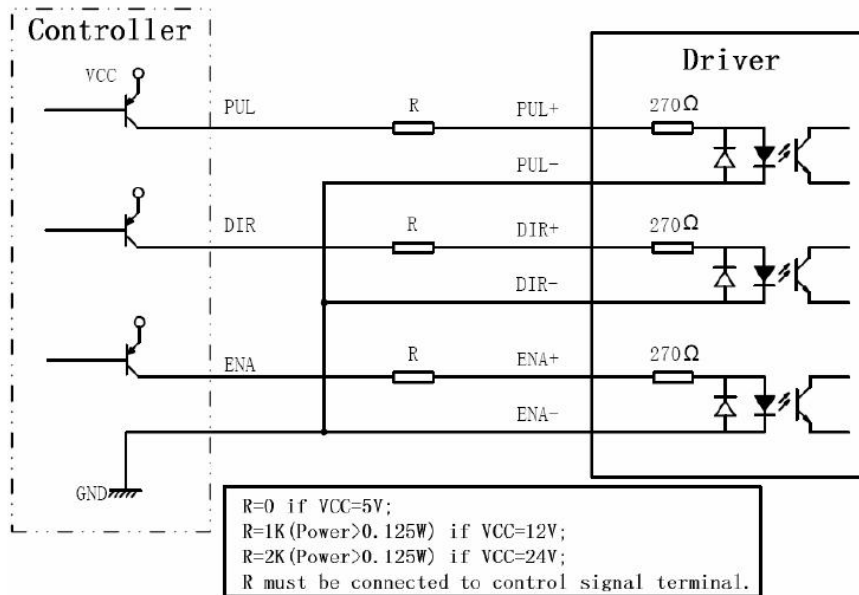 Controller
Driver
VCC
PUL
R
PUL+
270Ω
PUL-
DIR
R
DIR+
270Ω
DIR-
ENA
R
ENA+
270Ω
ENA-
GND
R=0 if VCC=5V;
R=1K(Power>0.125W) if VCC=12V;
R=2K(Power>0.125W) if VCC=24V;
R must be connected to control signal terminal.